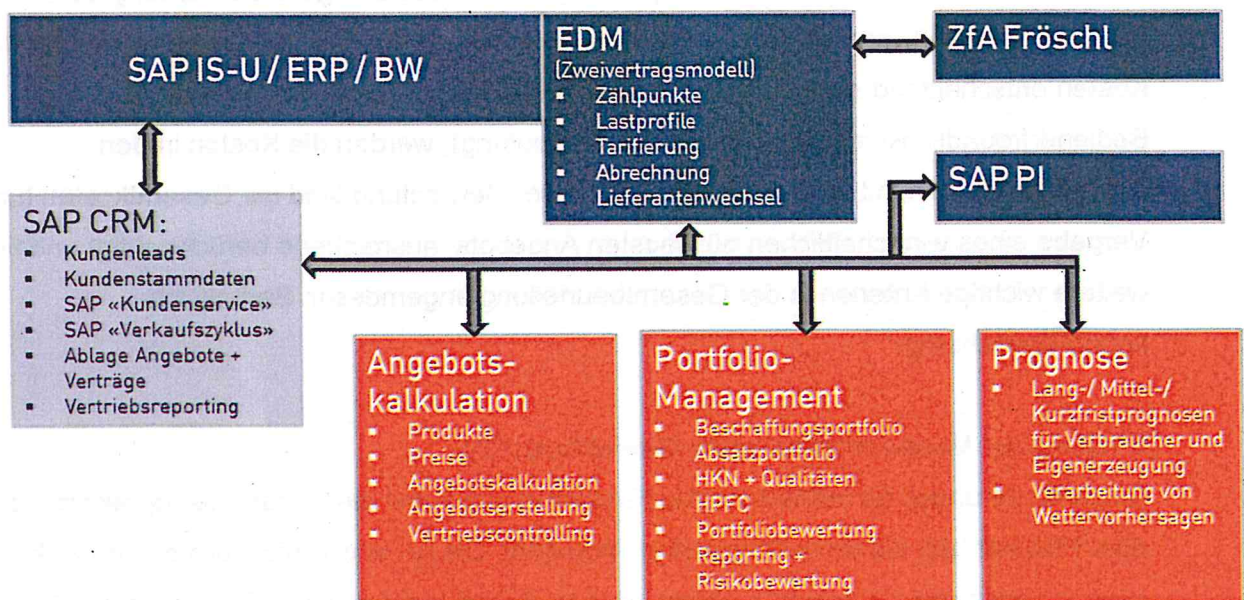 SAP IS-U / ERP / BW
EDM
(Zweivertragsmodell)
▪ Zählpunkte
▪ Lastprofile
▪ Tarifierung
▪ Abrechnung
▪ Lieferantenwechsel
ZfA Fröschl
SAP PI
SAP CRM:
▪ Kundenleads
▪ Kundenstammdaten
▪ SAP «Kundenservice»
▪ SAP «Verkaufszyklus»
▪ Ablage Angebote +
Verträge
▪ Vertriebsreporting
Angebots-
kalkulation
▪ Produkte
▪ Preise
▪ Angebotskalkulation
▪ Angebotserstellung
▪ Vertriebscontrolling
Portfolio-
Management
▪ Beschaffungsportfolio
▪ Absatzportfolio
▪ HKN + Qualitäten
▪ HPFC
▪ Portfoliobewertung
▪ Reporting +
Risikobewertung
Prognose
▪ Lang-/ Mittel-/
Kurzfristprognosen
für Verbraucher und
Eigenerzeugung
▪ Verarbeitung von
Wettervorhersagen